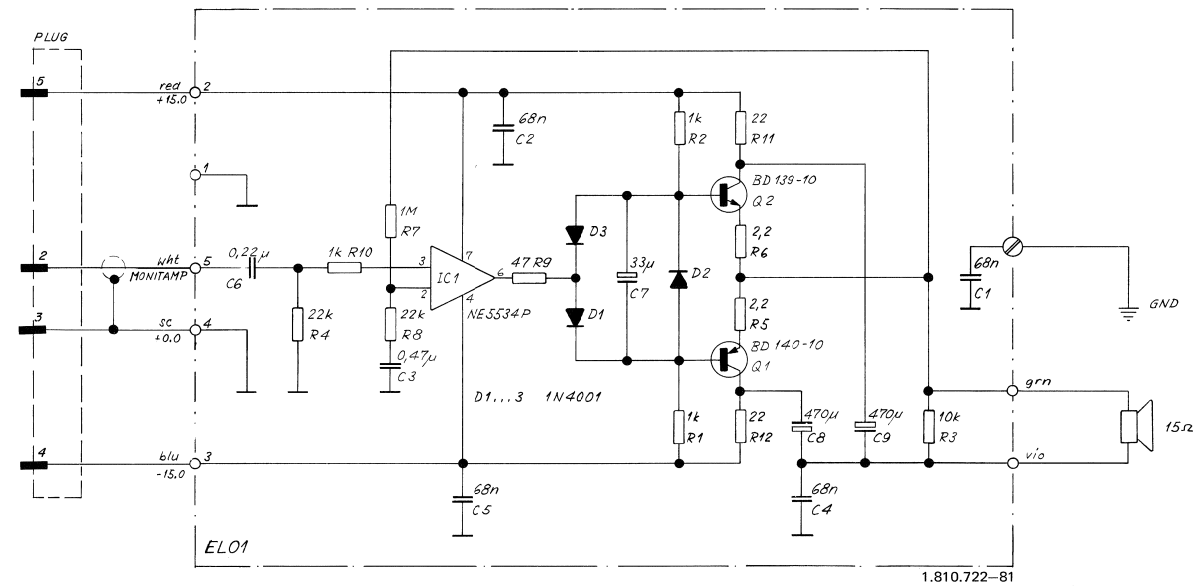 PLUG
5
red
+15.0
2
68n
C2
1k
R2
22
R11
1
BD 139-10
Q2
1M
R7
0,22µ
C6
1k R10
2
wht
MONITAMP
5
3
2
IC1
7
4
6
NE5534P
47 R9
D3
D1
33µ
C7
D2
2,2
R6
2,2
R5
68n
C1
GND
3
sc
+0.0
4
22k
R4
22k
R8
0,47µ
C3
BD 140-10
Q1
D1...3 1N4001
1k
R1
22
R12
470µ
C8
470µ
C9
10k
R3
grn
15Ω
vio
4
blu
-15.0
3
68n
C5
68n
C4
EL01
1.810.722–81